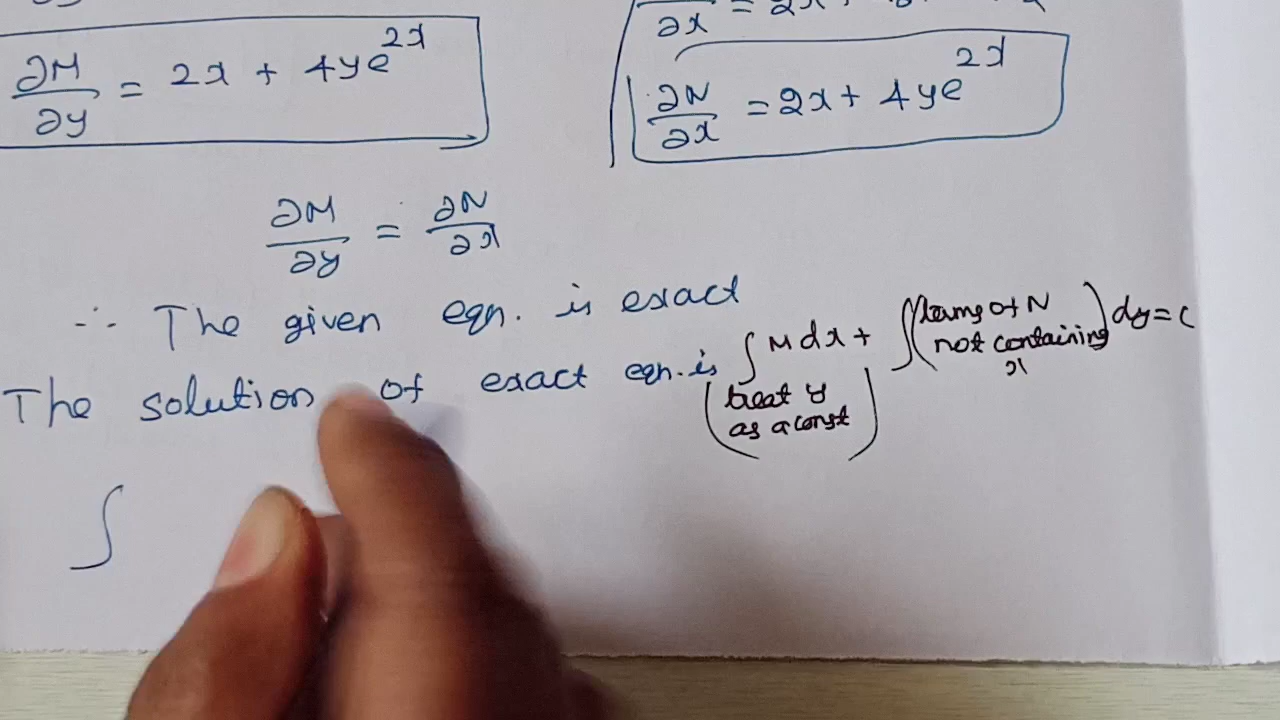 ∂M/∂y = 2x + 4ye^{2x}
∂x = 2x
∂N/∂x = 2x + 4ye^{2x}
∂M/∂y = ∂N/∂x
∴ The given eqn. is exact
The solution of exact eqn. is ∫ M dx + ∫ (terms of N not containing x) dy = c
(treat y
as a const)
∫